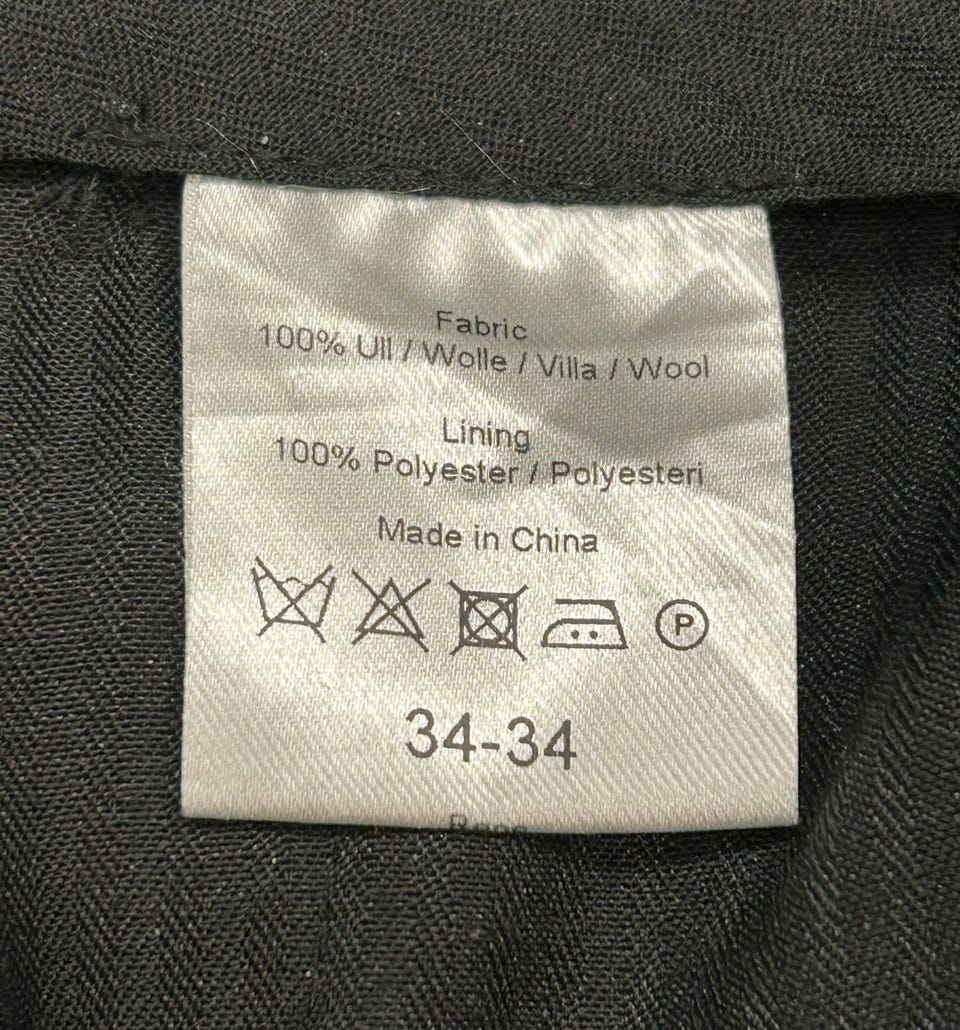 Fabric
100% Ull / Wolle / Villa / Wool
Lining
100% Polyester / Polyesteri
Made in China
P
34-34